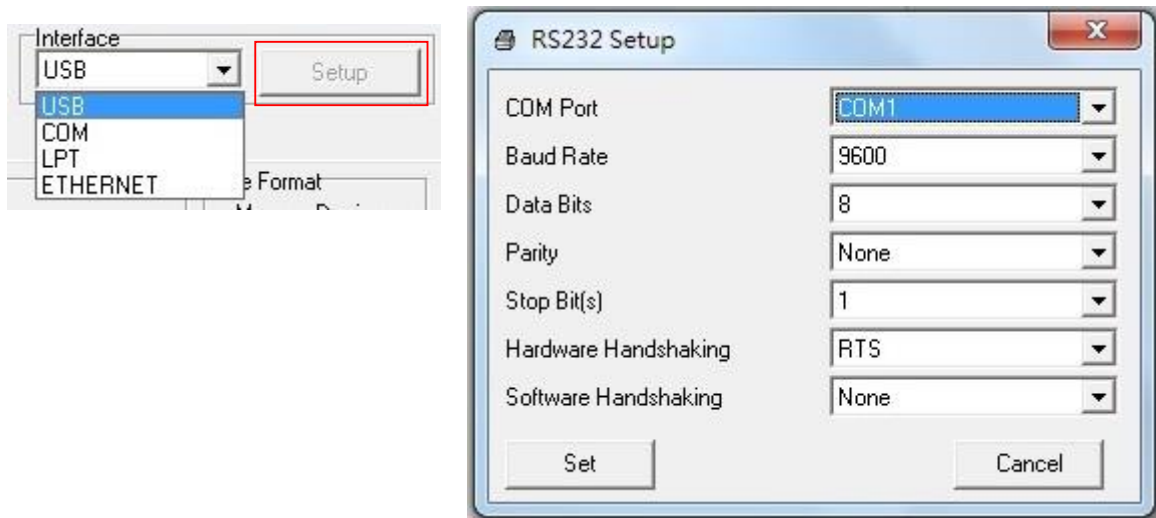 Interface
USB
Setup
USB
COM
LPT
ETHERNET
e Format
RS232 Setup
COM Port COM1
Baud Rate 9600
Data Bits 8
Parity None
Stop Bit(s) 1
Hardware Handshaking RTS
Software Handshaking None
Set Cancel